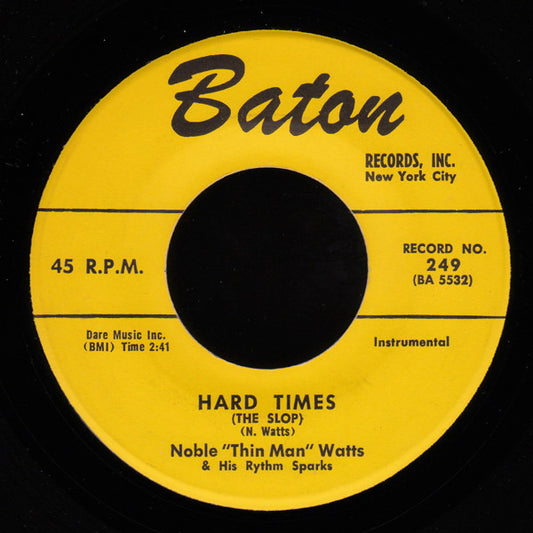 Baton
RECORDS, INC.
New York City
45 R.P.M.
RECORD NO.
249
(BA 5532)
Dare Music Inc.
(BMI) Time 2:41
Instrumental
HARD TIMES
(THE SLOP)
(N. Watts)
Noble "Thin Man" Watts
& His Rythm Sparks